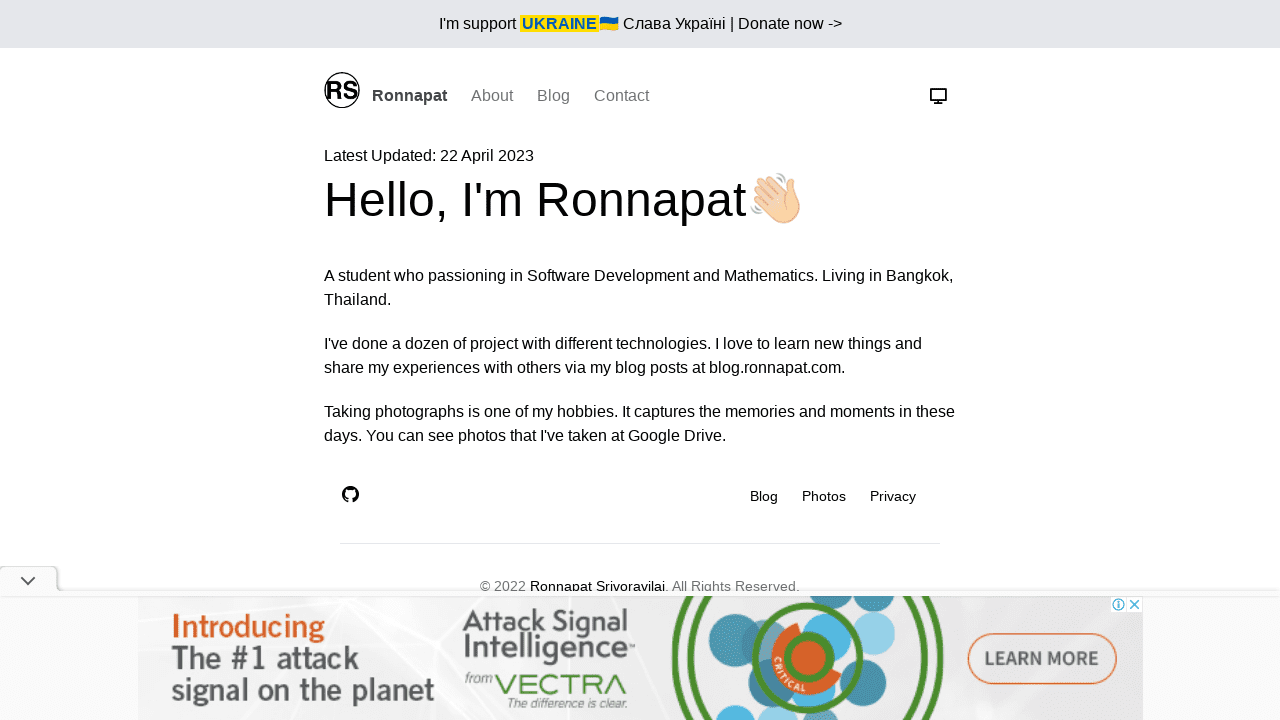 I'm support UKRAINE🇺🇦 Слава Україні | Donate now ->
RS Ronnapat About Blog Contact
Latest Updated: 22 April 2023
Hello, I'm Ronnapat👋🏻
A student who passioning in Software Development and Mathematics. Living in Bangkok,
Thailand.
I've done a dozen of project with different technologies. I love to learn new things and
share my experiences with others via my blog posts at blog.ronnapat.com.
Taking photographs is one of my hobbies. It captures the memories and moments in these
days. You can see photos that I've taken at Google Drive.
Blog Photos Privacy
© 2022 Ronnapat Srivoravilai. All Rights Reserved.
Introducing
The #1 attack
signal on the planet
Attack Signal
Intelligence™
from VECTRA
The difference is clear.
CRITICAL
LEARN MORE